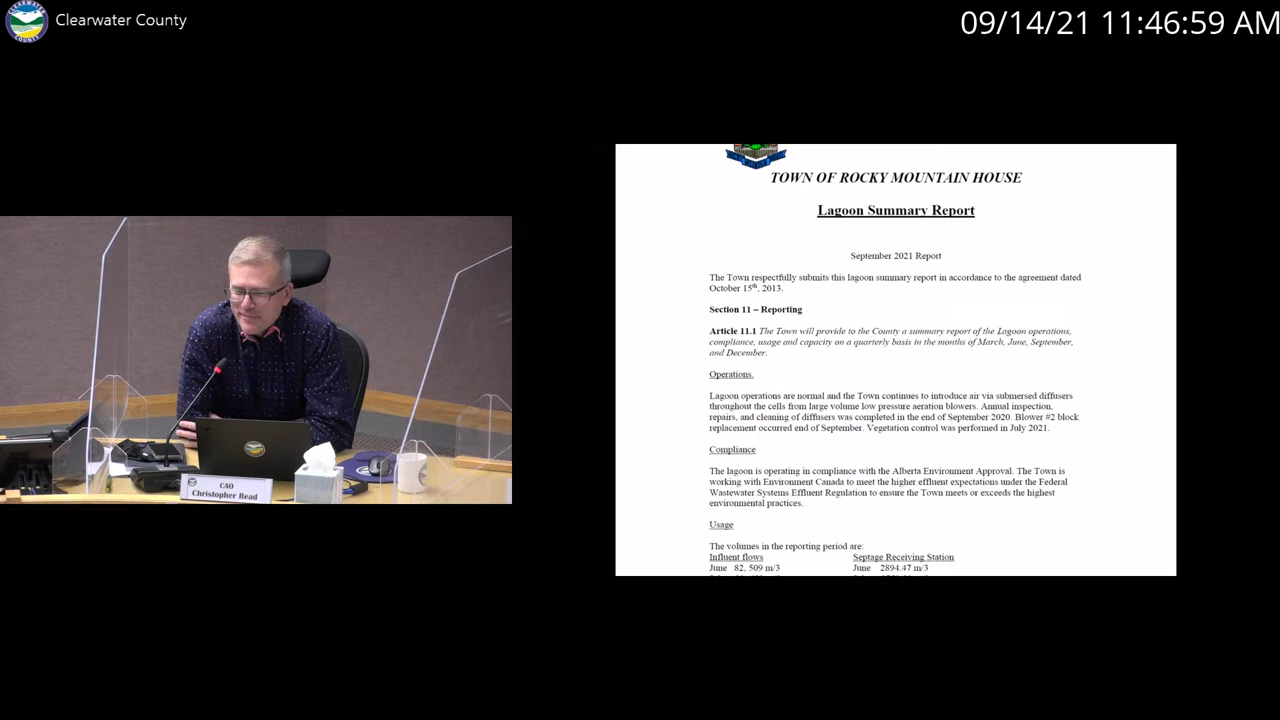 Clearwater County
09/14/21 11:46:59 AM
CLEARWATER
COUNTY
TOWN OF ROCKY MOUNTAIN HOUSE
Lagoon Summary Report
September 2021 Report
The Town respectfully submits this lagoon summary report in accordance to the agreement dated
October 15th, 2013.
Section 11 – Reporting
Article 11.1 The Town will provide to the County a summary report of the Lagoon operations,
compliance, usage and capacity on a quarterly basis in the months of March, June, September,
and December.
Operations.
Lagoon operations are normal and the Town continues to introduce air via submersed diffusers
throughout the cells from large volume low pressure aeration blowers. Annual inspection,
repairs, and cleaning of diffusers was completed in the end of September 2020. Blower #2 block
replacement occurred end of September. Vegetation control was performed in July 2021.
Compliance
The lagoon is operating in compliance with the Alberta Environment Approval. The Town is
working with Environment Canada to meet the higher effluent expectations under the Federal
Wastewater Systems Effluent Regulation to ensure the Town meets or exceeds the highest
environmental practices.
Usage
The volumes in the reporting period are:
Influent flows Septage Receiving Station
June 82, 509 m/3 June 2894.47 m/3
CAO
Christopher Read